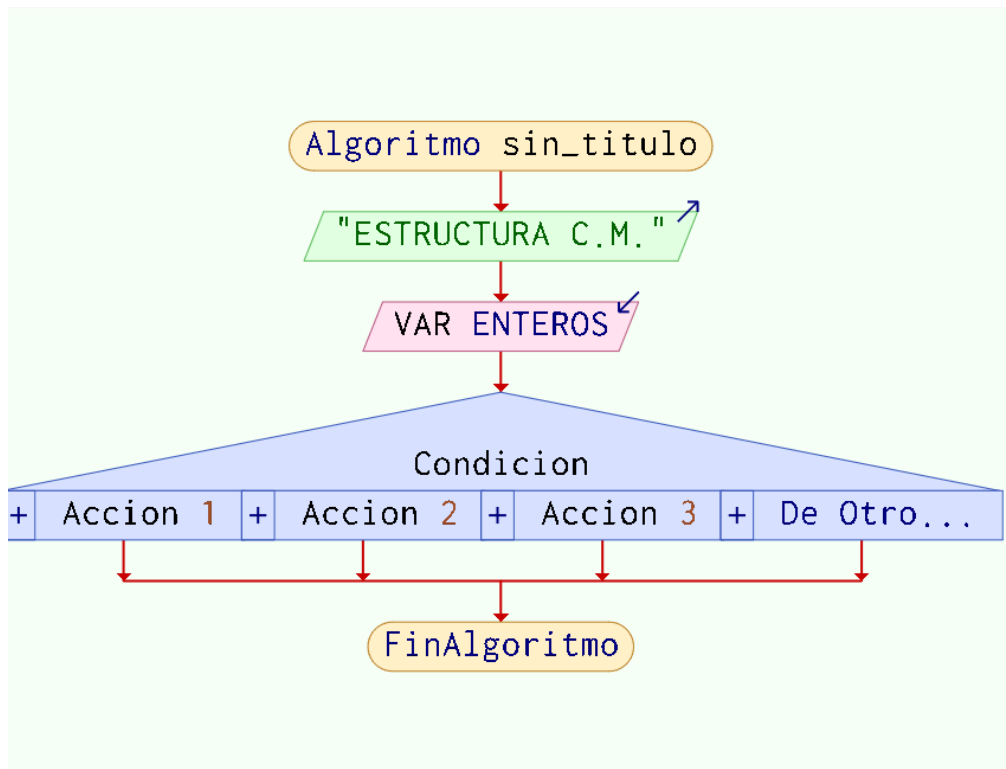 Algoritmo sin_titulo
"ESTRUCTURA C.M."
VAR ENTEROS
Condicion
+ Accion 1 + Accion 2 + Accion 3 + De Otro...
FinAlgoritmo